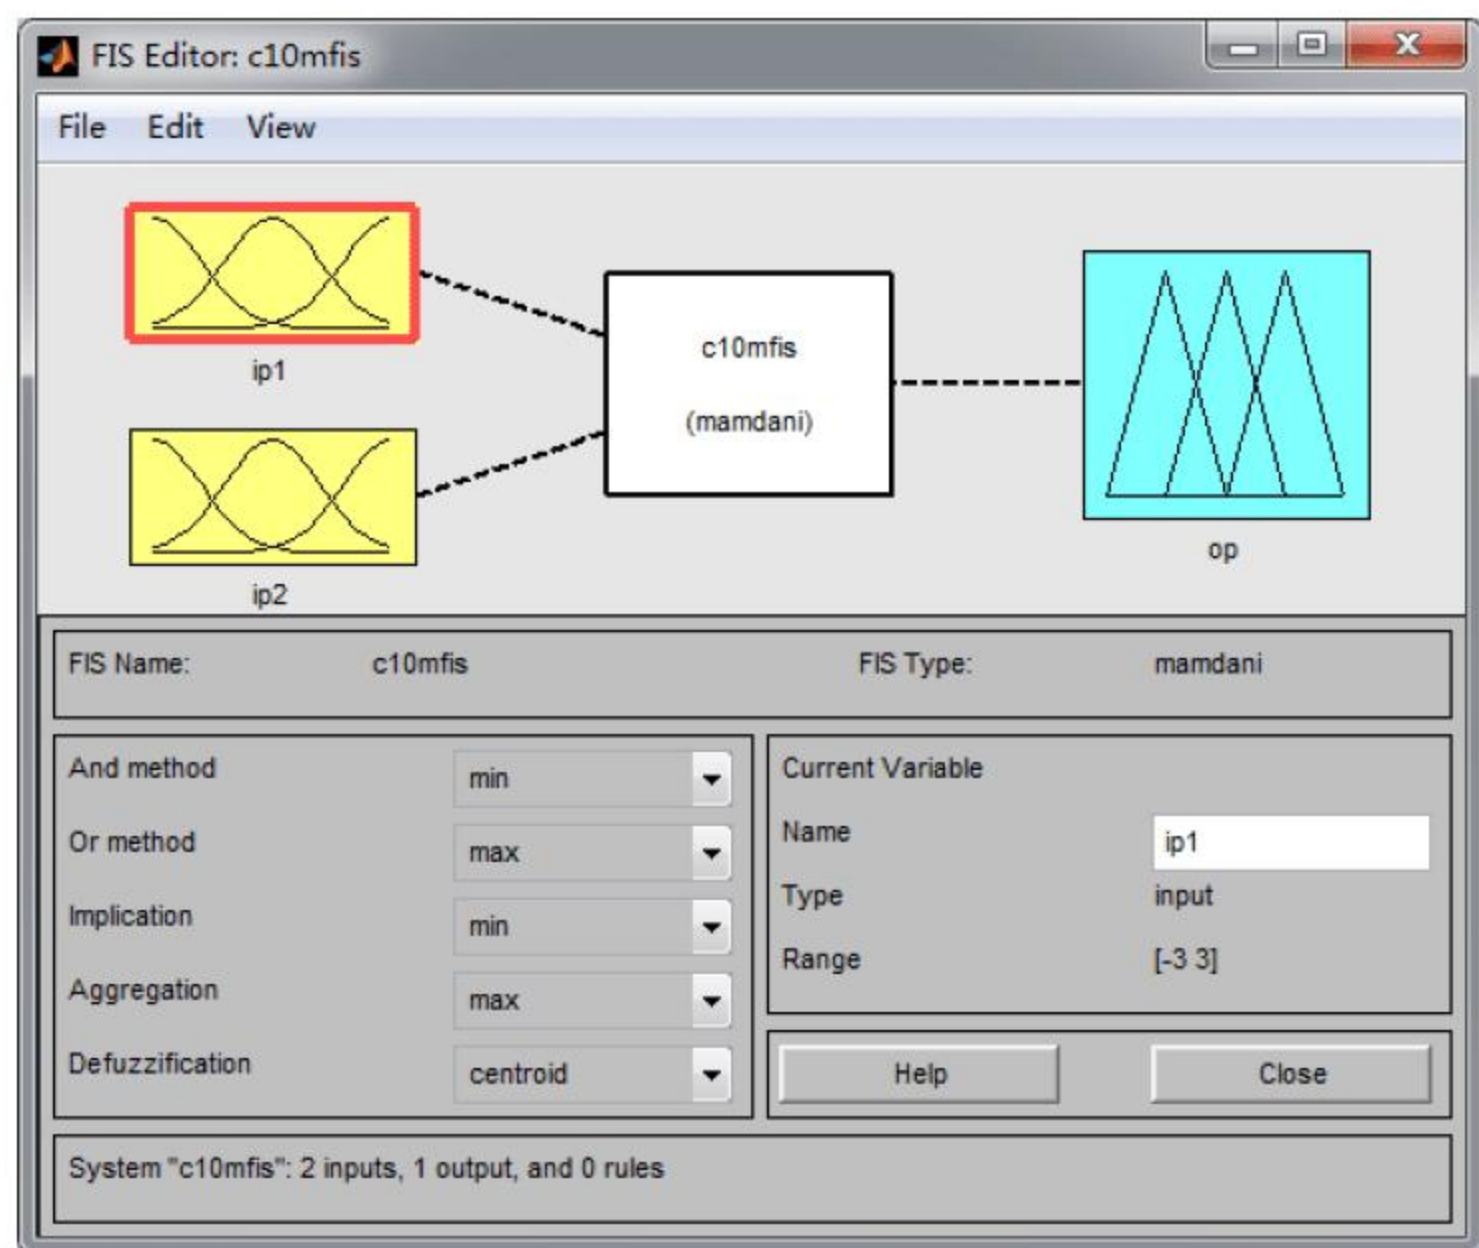 FIS Editor: c10mfis
File Edit View
ip1
ip2
c10mfis
(mamdani)
op
FIS Name: c10mfis FIS Type: mamdani
And method min
Or method max
Implication min
Aggregation max
Defuzzification centroid
Current Variable
Name ip1
Type input
Range [-3 3]
Help Close
System "c10mfis": 2 inputs, 1 output, and 0 rules